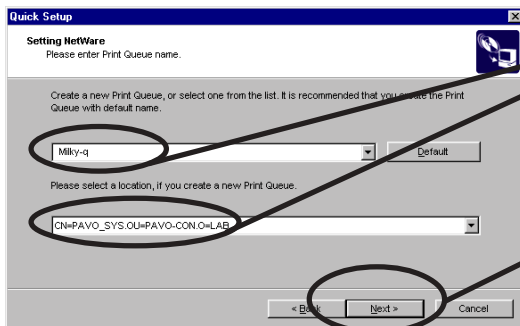 Quick Setup
Setting NetWare
Please enter Print Queue name.
Create a new Print Queue, or select one from the list. It is recommended that you create the Print
Queue with default name.
Milky-q
Default
Please select a location, if you create a new Print Queue.
CN=PAVO_SYS.OU=PAVO-CON.O=LAB
< Back
Next >
Cancel